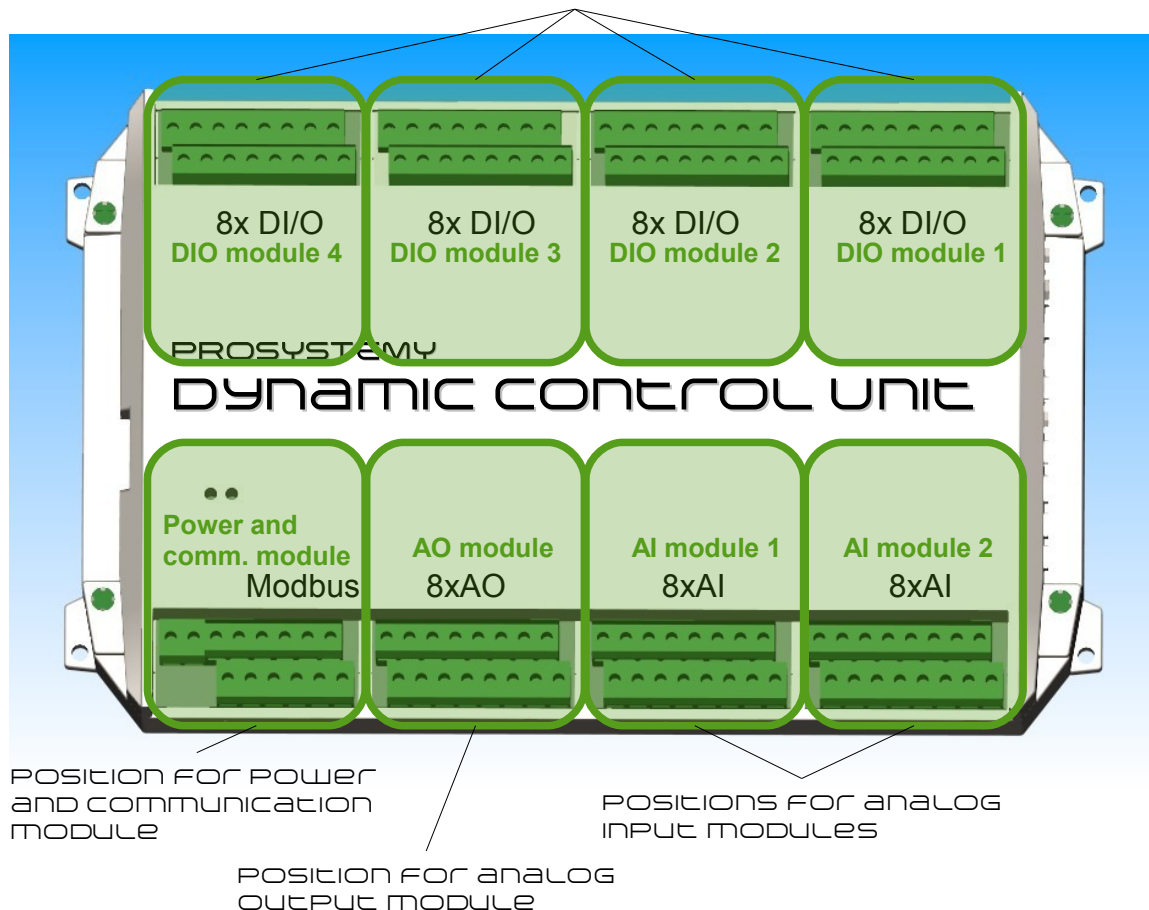 8x DI/O
DIO module 4
8x DI/O
DIO module 3
8x DI/O
DIO module 2
8x DI/O
DIO module 1
PROSYSTEMY
DYNAMIC CONTROL UNIT
Power and
comm. module
Modbus
AO module
8xAO
AI module 1
8xAI
AI module 2
8xAI
Position for power
and communication
module
Positions for analog
input modules
Position for analog
output module